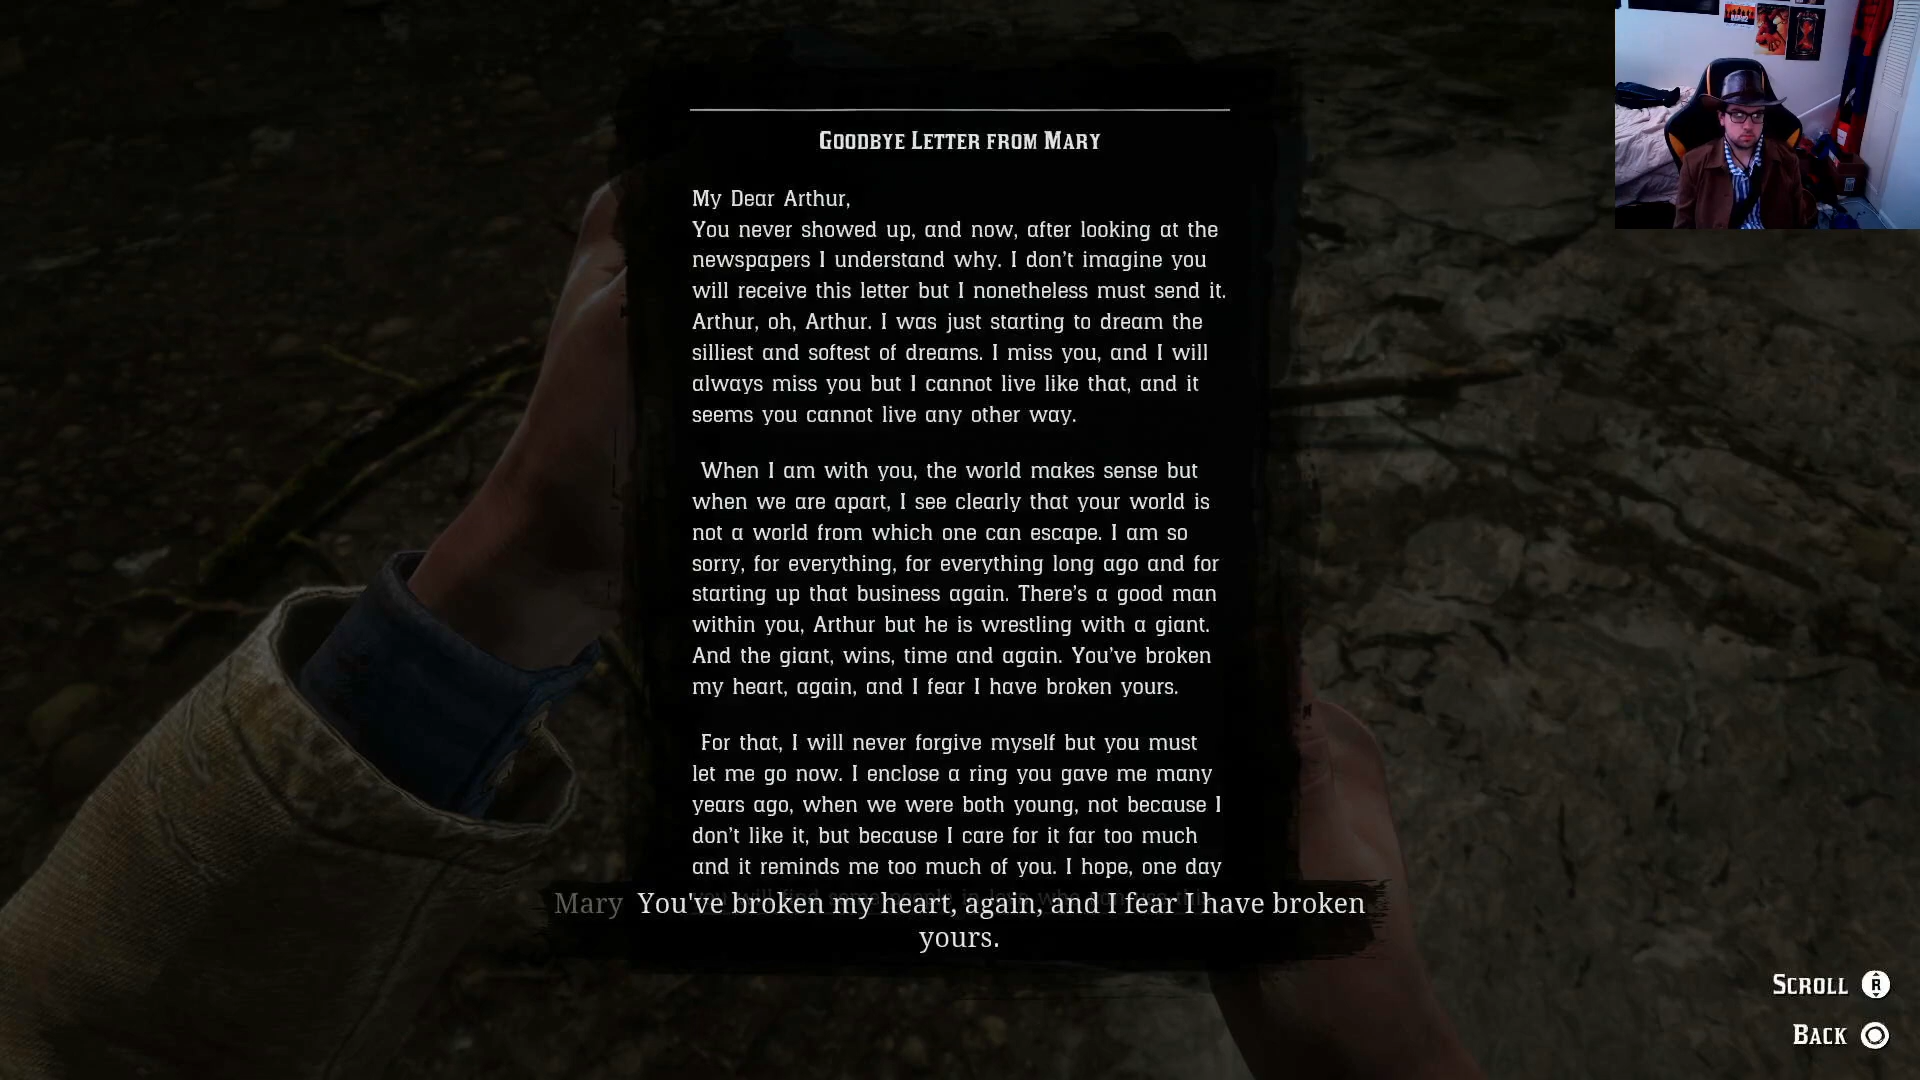 Goodbye Letter from Mary
My Dear Arthur,
You never showed up, and now, after looking at the
newspapers I understand why. I don't imagine you
will receive this letter but I nonetheless must send it.
Arthur, oh, Arthur. I was just starting to dream the
silliest and softest of dreams. I miss you, and I will
always miss you but I cannot live like that, and it
seems you cannot live any other way.
When I am with you, the world makes sense but
when we are apart, I see clearly that your world is
not a world from which one can escape. I am so
sorry, for everything, for everything long ago and for
starting up that business again. There's a good man
within you, Arthur but he is wrestling with a giant.
And the giant, wins, time and again. You've broken
my heart, again, and I fear I have broken yours.
For that, I will never forgive myself but you must
let me go now. I enclose a ring you gave me many
years ago, when we were both young, not because I
don't like it, but because I care for it far too much
and it reminds me too much of you. I hope, one day
Mary You've broken my heart, again, and I fear I have broken
yours.
Scroll R
Back